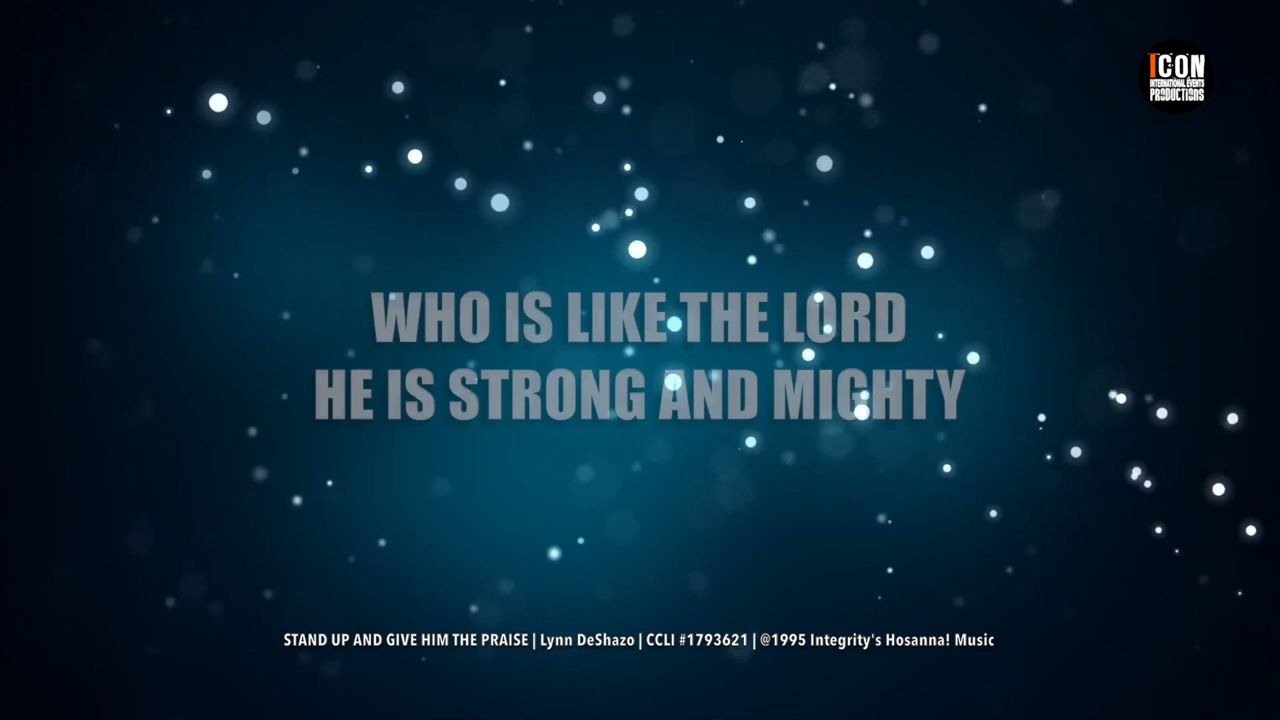 ICON
INTERNATIONAL EVENTS
PRODUCTIONS
WHO IS LIKE THE LORD
HE IS STRONG AND MIGHTY
STAND UP AND GIVE HIM THE PRAISE | Lynn DeShazo | CCLI #1793621 | @1995 Integrity's Hosanna! Music